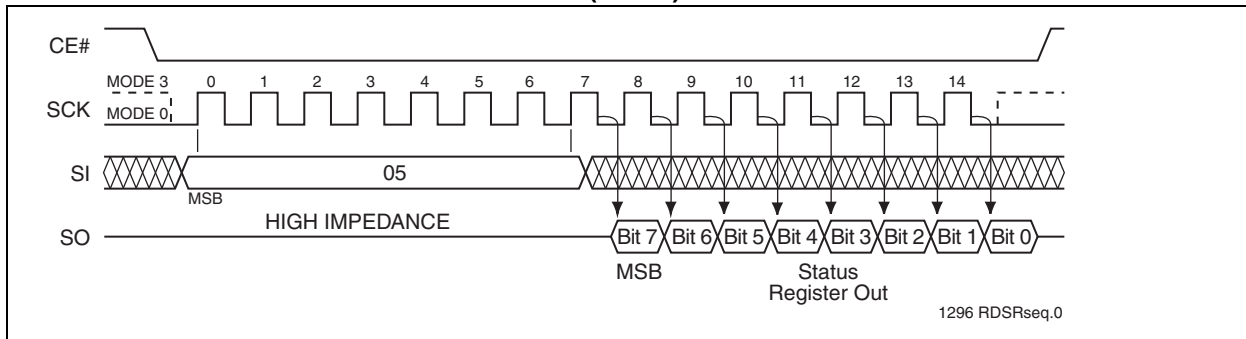 CE#
MODE 3 0 1 2 3 4 5 6 7 8 9 10 11 12 13 14
SCK MODE 0
SI 05
MSB
HIGH IMPEDANCE
SO Bit 7 Bit 6 Bit 5 Bit 4 Bit 3 Bit 2 Bit 1 Bit 0
MSB Status
Register Out
1296 RDSRseq.0